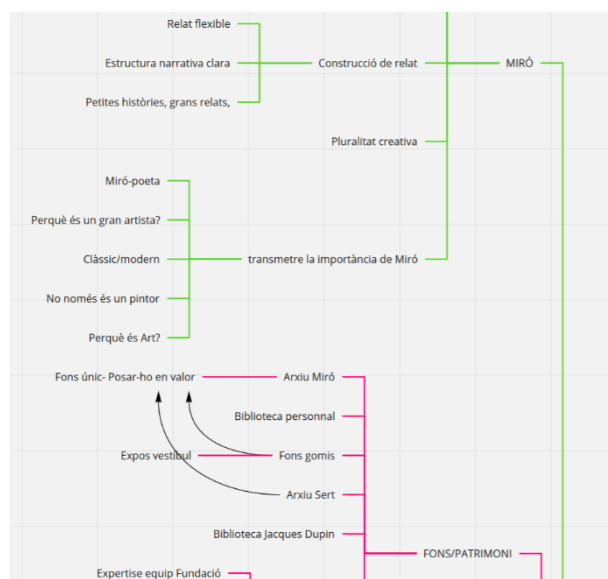 Relat flexible
Estructura narrativa clara
Construcció de relat
MIRÓ
Petites històries, grans relats,
Pluralitat creativa
Miró-poeta
Perquè és un gran artista?
Clàssic/modern
transmetre la importància de Miró
No només és un pintor
Perquè és Art?
Fons únic- Posar-ho en valor
Arxiu Miró
Biblioteca personnal
Expos vestibul
Fons gomis
Arxiu Sert
Biblioteca Jacques Dupin
FONS/PATRIMONI
Expertise equip Fundació